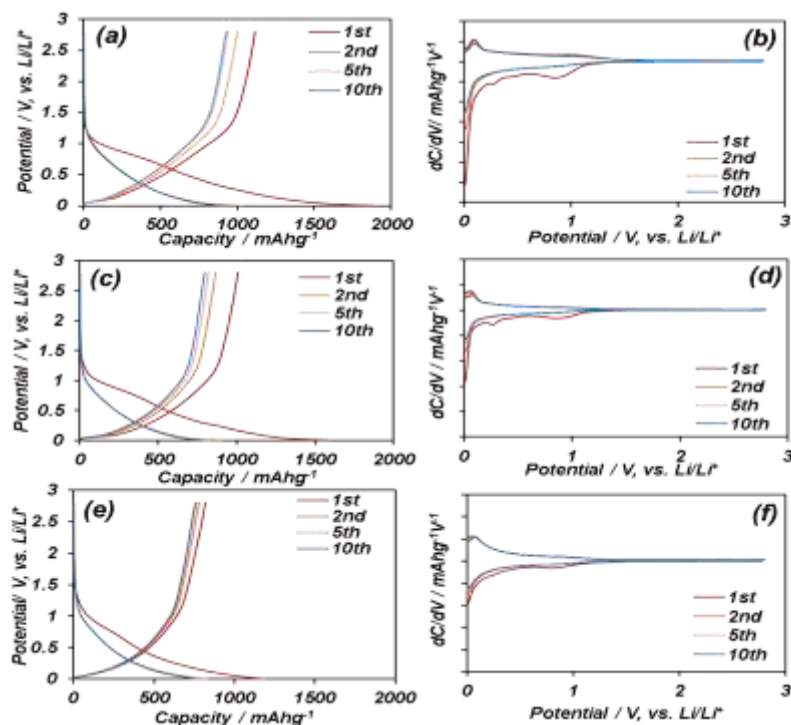 (a)
3
2.5
2
1.5
1
0.5
0
Potential / V, vs. Li/Li⁺
1st
2nd
5th
10th
0 500 1000 1500 2000
Capacity / mAhg⁻¹
(b)
dC/dV/ mAhg⁻¹V⁻¹
1st
2nd
5th
10th
0 1 2 3
Potential / V, vs. Li/Li⁺
(c)
3
2.5
2
1.5
1
0.5
0
Potential / V, vs. Li/Li⁺
1st
2nd
5th
10th
0 500 1000 1500 2000
Capacity / mAhg⁻¹
(d)
dC/dV/ mAhg⁻¹V⁻¹
1st
2nd
5th
10th
0 1 2 3
Potential / V, vs. Li/Li⁺
(e)
3
2.5
2
1.5
1
0.5
0
Potential/ V, vs. Li/Li⁺
1st
2nd
5th
10th
0 500 1000 1500 2000
Capacity / mAhg⁻¹
(f)
dC/dV / mAhg⁻¹V⁻¹
1st
2nd
5th
10th
0 1 2 3
Potential / V, vs. Li/Li⁺